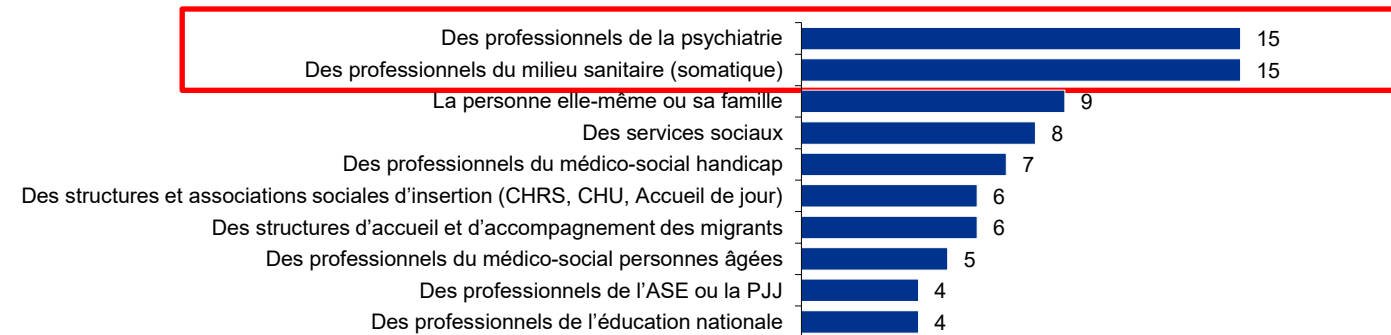 Des professionnels de la psychiatrie 15
Des professionnels du milieu sanitaire (somatique) 15
La personne elle-même ou sa famille 9
Des services sociaux 8
Des professionnels du médico-social handicap 7
Des structures et associations sociales d’insertion (CHRS, CHU, Accueil de jour) 6
Des structures d’accueil et d’accompagnement des migrants 6
Des professionnels du médico-social personnes âgées 5
Des professionnels de l’ASE ou la PJJ 4
Des professionnels de l’éducation nationale 4